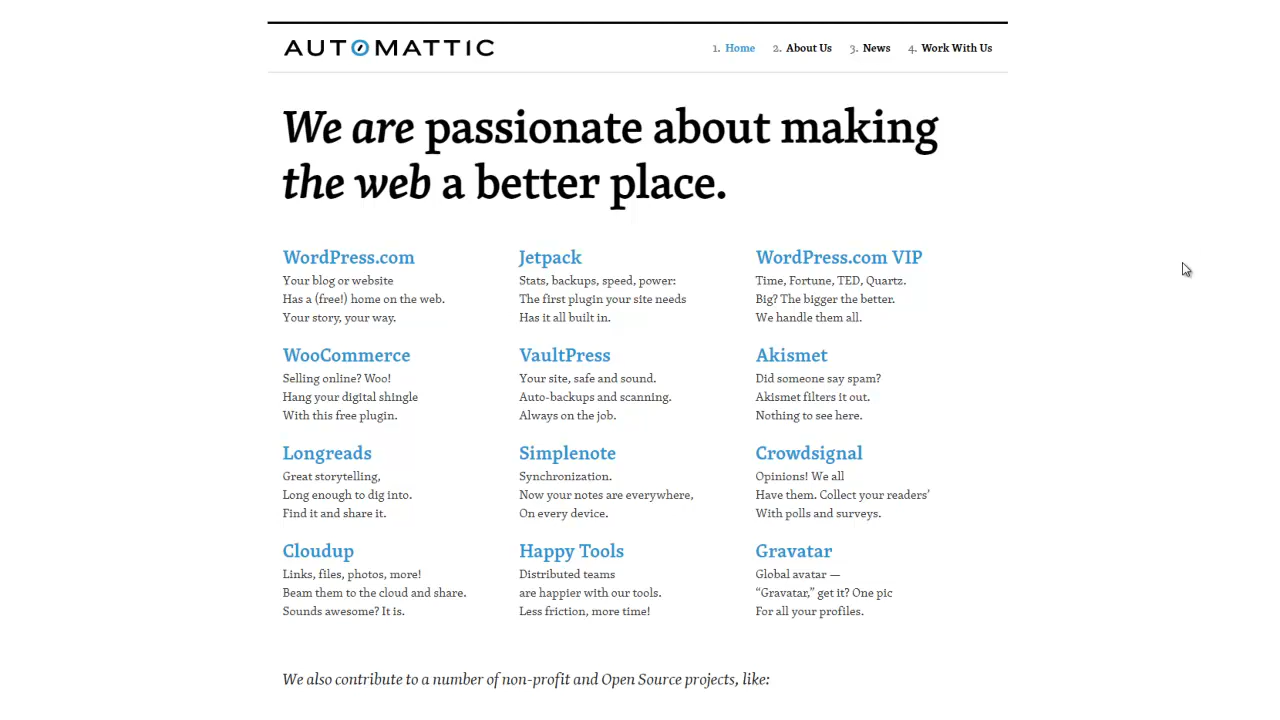 AUTOMATTIC
1. Home 2. About Us 3. News 4. Work With Us
We are passionate about making
the web a better place.
WordPress.com
Your blog or website
Has a (free!) home on the web.
Your story, your way.
Jetpack
Stats, backups, speed, power:
The first plugin your site needs
Has it all built in.
WordPress.com VIP
Time, Fortune, TED, Quartz.
Big? The bigger the better.
We handle them all.
WooCommerce
Selling online? Woo!
Hang your digital shingle
With this free plugin.
VaultPress
Your site, safe and sound.
Auto-backups and scanning.
Always on the job.
Akismet
Did someone say spam?
Akismet filters it out.
Nothing to see here.
Longreads
Great storytelling,
Long enough to dig into.
Find it and share it.
Simplenote
Synchronization.
Now your notes are everywhere,
On every device.
Crowdsignal
Opinions! We all
Have them. Collect your readers’
With polls and surveys.
Cloudup
Links, files, photos, more!
Beam them to the cloud and share.
Sounds awesome? It is.
Happy Tools
Distributed teams
are happier with our tools.
Less friction, more time!
Gravatar
Global avatar —
“Gravatar,” get it? One pic
For all your profiles.
We also contribute to a number of non-profit and Open Source projects, like: